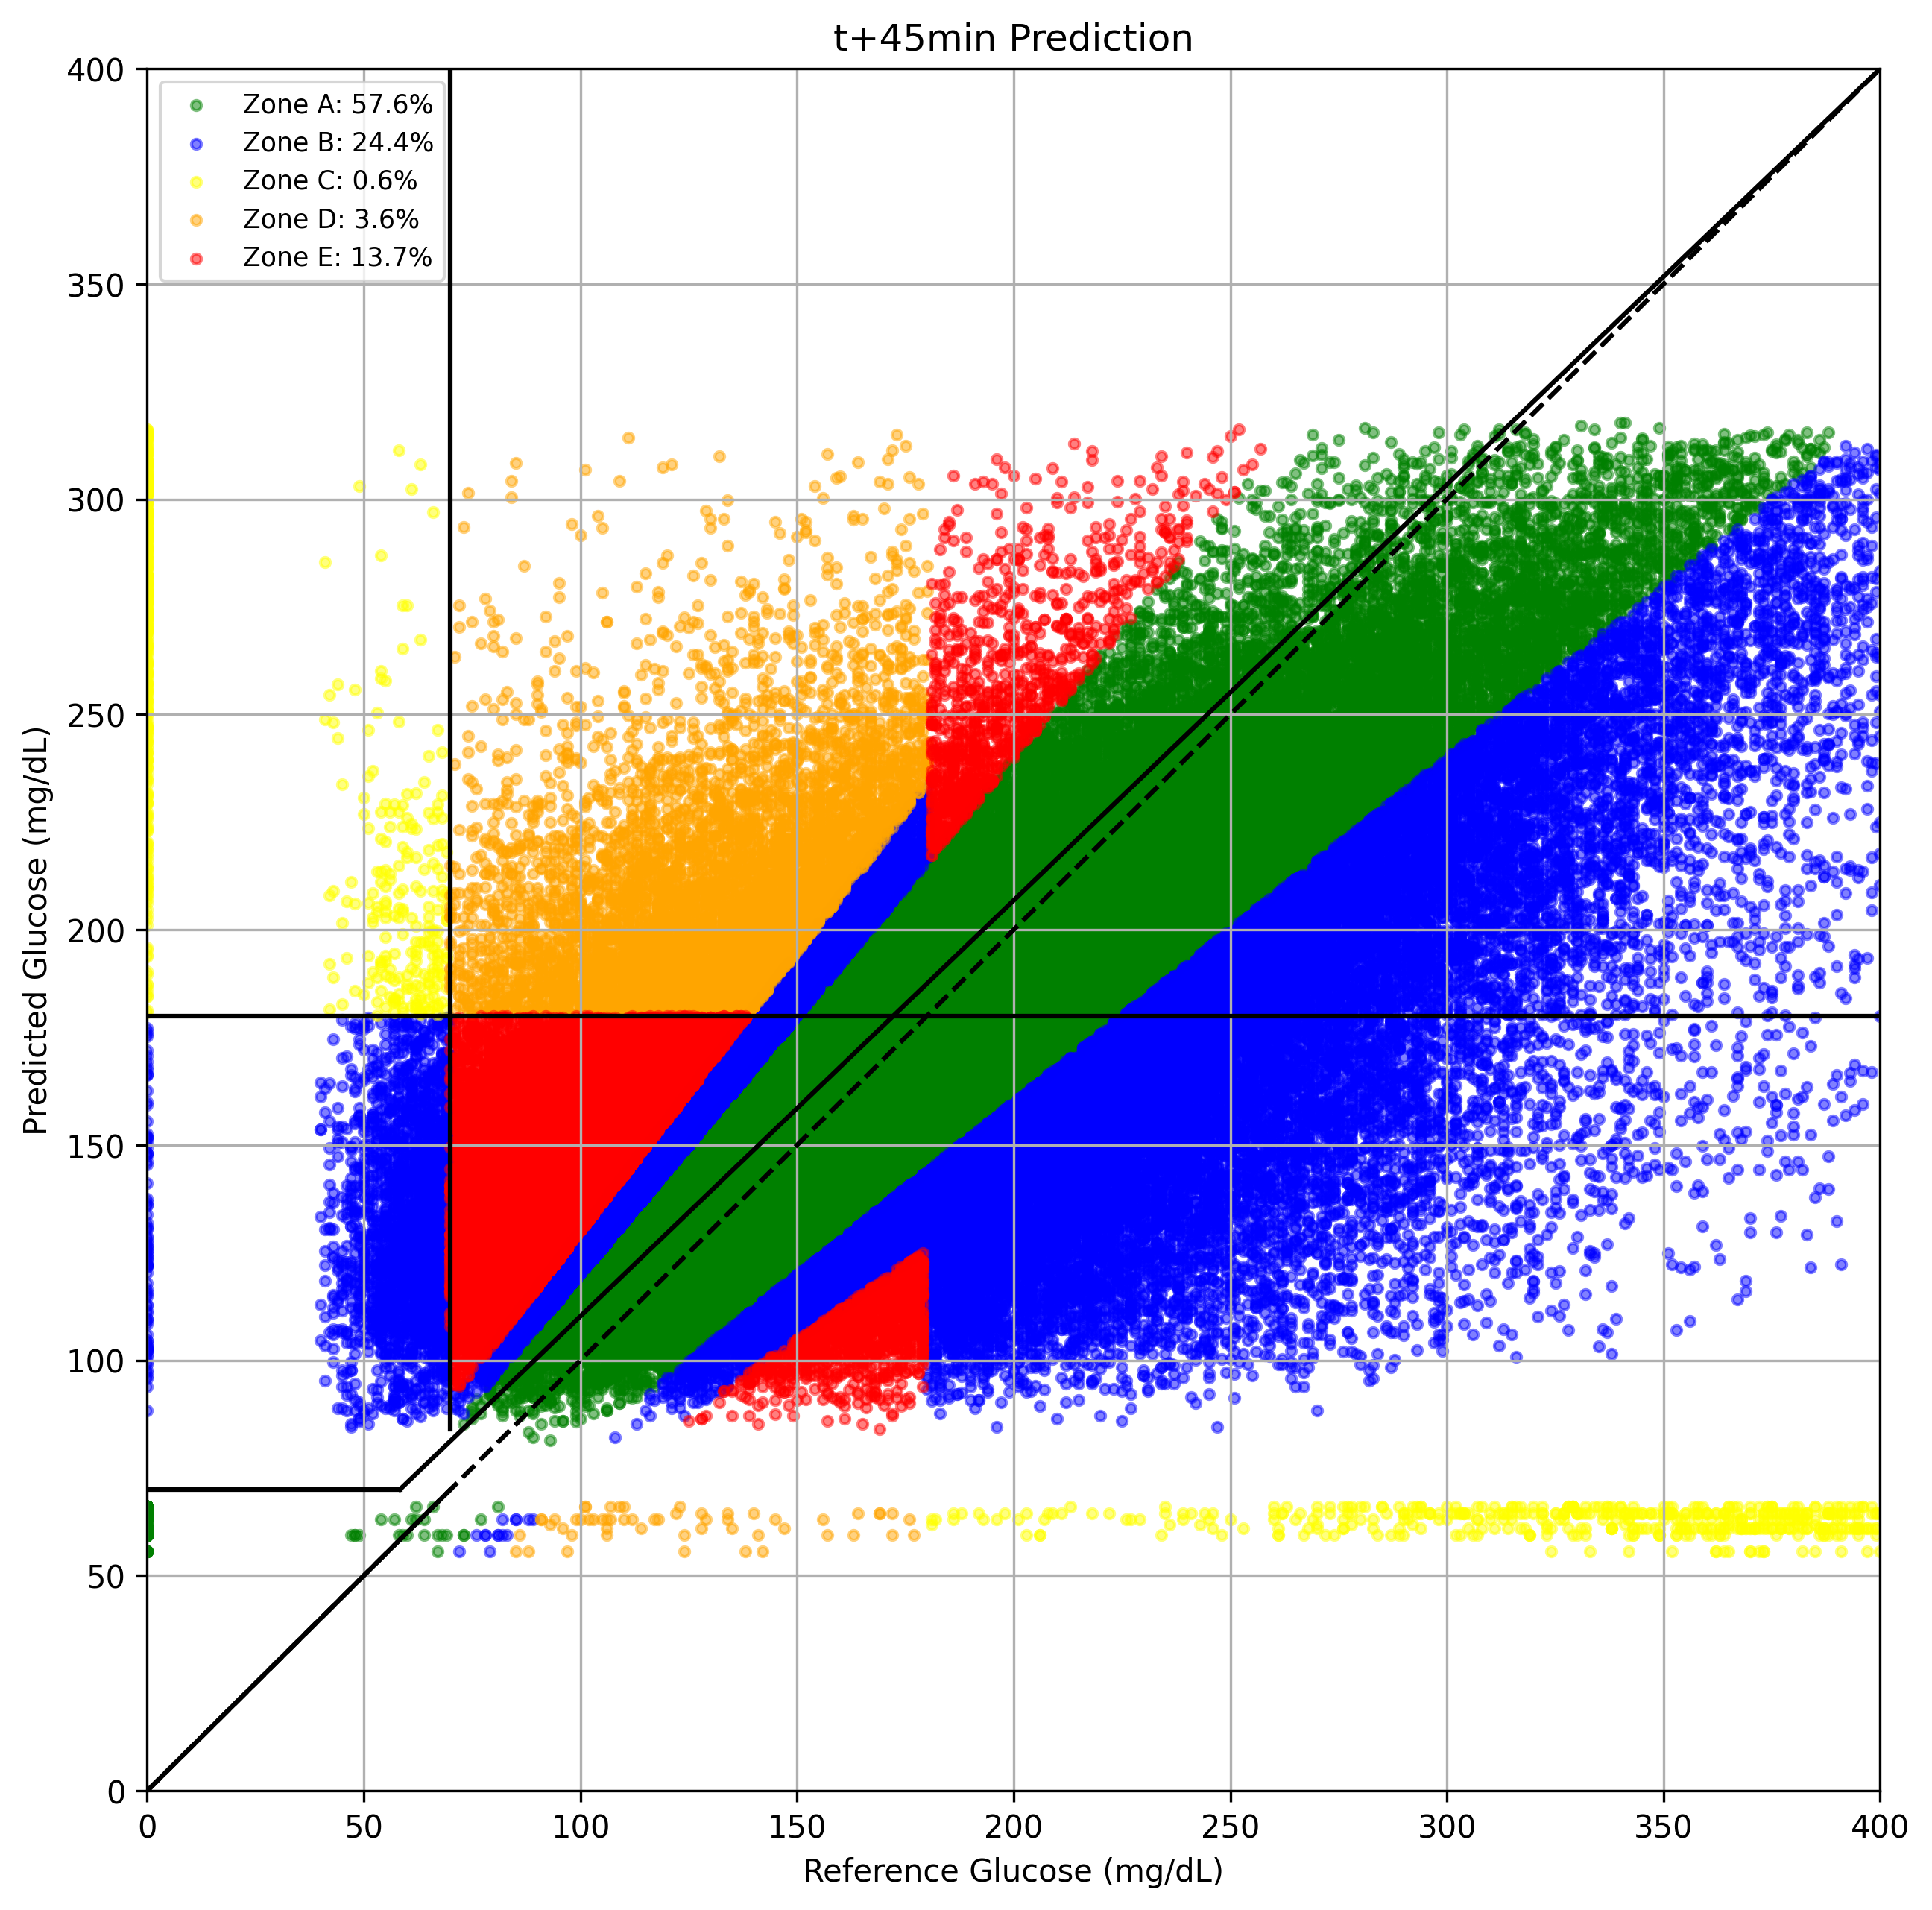 t+45min Prediction
Zone A: 57.6%
Zone B: 24.4%
Zone C: 0.6%
Zone D: 3.6%
Zone E: 13.7%
Predicted Glucose (mg/dL)
400
350
300
250
200
150
100
50
0
0 50 100 150 200 250 300 350 400
Reference Glucose (mg/dL)